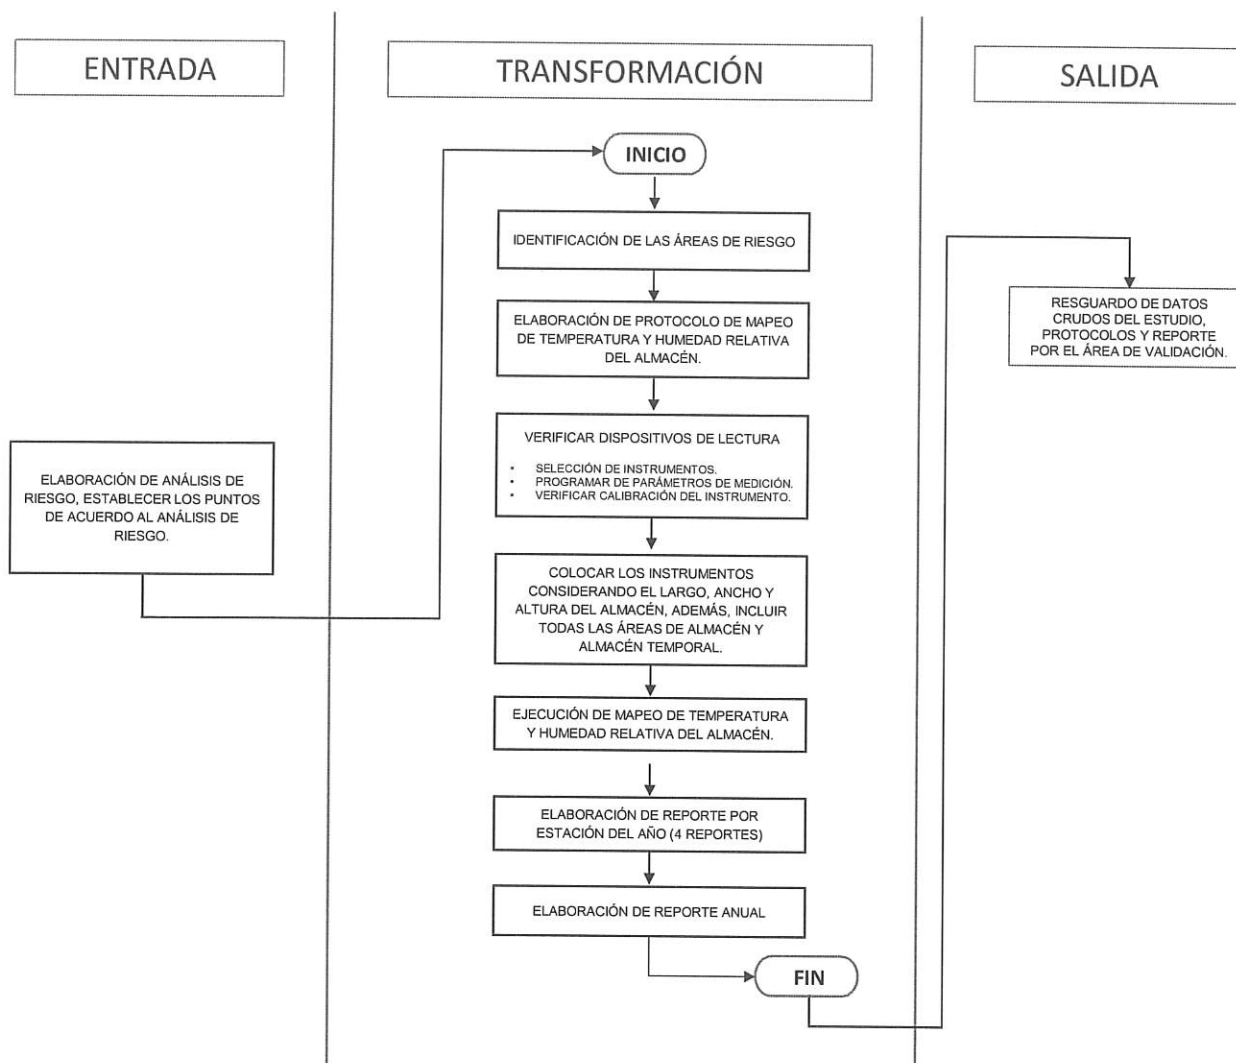 ENTRADA
TRANSFORMACIÓN
SALIDA
INICIO
IDENTIFICACIÓN DE LAS ÁREAS DE RIESGO
ELABORACIÓN DE PROTOCOLO DE MAPEO
DE TEMPERATURA Y HUMEDAD RELATIVA
DEL ALMACÉN.
VERIFICAR DISPOSITIVOS DE LECTURA
• SELECCIÓN DE INSTRUMENTOS.
• PROGRAMAR DE PARÁMETROS DE MEDICIÓN.
• VERIFICAR CALIBRACIÓN DEL INSTRUMENTO.
ELABORACIÓN DE ANÁLISIS DE
RIESGO, ESTABLECER LOS PUNTOS
DE ACUERDO AL ANÁLISIS DE
RIESGO.
COLOCAR LOS INSTRUMENTOS
CONSIDERANDO EL LARGO, ANCHO Y
ALTURA DEL ALMACÉN, ADEMÁS, INCLUIR
TODAS LAS ÁREAS DE ALMACÉN Y
ALMACÉN TEMPORAL.
EJECUCIÓN DE MAPEO DE TEMPERATURA
Y HUMEDAD RELATIVA DEL ALMACÉN.
ELABORACIÓN DE REPORTE POR
ESTACIÓN DEL AÑO (4 REPORTES)
ELABORACIÓN DE REPORTE ANUAL
FIN
RESGUARDO DE DATOS
CRUDOS DEL ESTUDIO,
PROTOCOLOS Y REPORTE
POR EL ÁREA DE VALIDACIÓN.